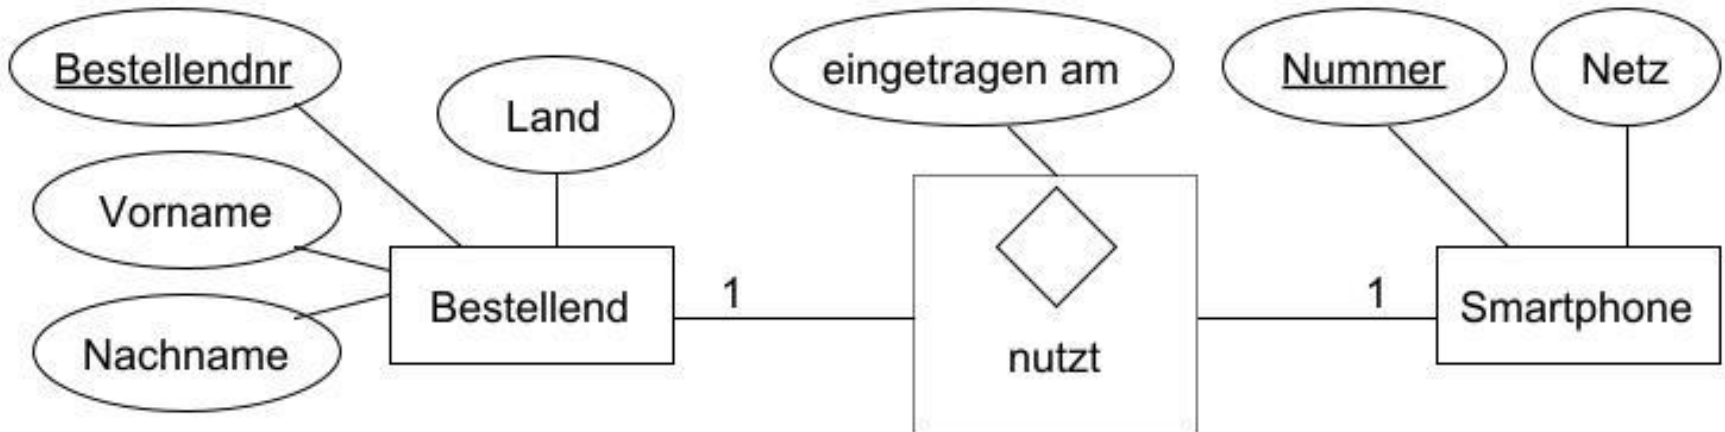 Bestellendnr
Land
eingetragen am
Nummer
Netz
Vorname
Nachname
Bestellend
1
nutzt
1
Smartphone